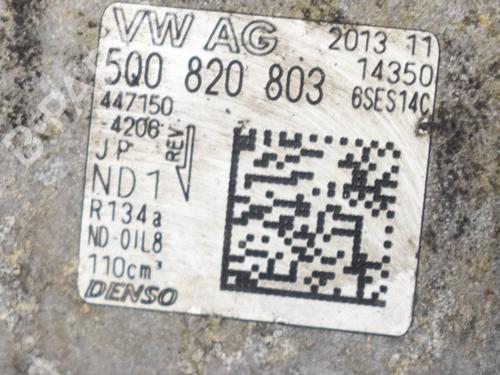 VW AG 2013 11
5Q0 820 803 14350
447150 6SES14C
4206
JP REV
ND1
R134a
ND-OIL8
110cm³
DENSO
B-PARTS